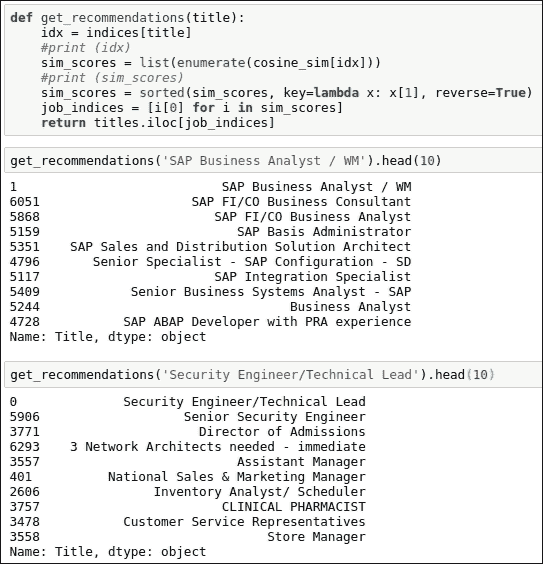 def get_recommendations(title):
    idx = indices[title]
    #print (idx)
    sim_scores = list(enumerate(cosine_sim[idx]))
    #print (sim_scores)
    sim_scores = sorted(sim_scores, key=lambda x: x[1], reverse=True)
    job_indices = [i[0] for i in sim_scores]
    return titles.iloc[job_indices]
get_recommendations('SAP Business Analyst / WM').head(10)
1                           SAP Business Analyst / WM
6051                    SAP FI/CO Business Consultant
5868                       SAP FI/CO Business Analyst
5159                          SAP Basis Administrator
5351    SAP Sales and Distribution Solution Architect
4796       Senior Specialist - SAP Configuration - SD
5117                       SAP Integration Specialist
5409            Senior Business Systems Analyst - SAP
5244                                 Business Analyst
4728           SAP ABAP Developer with PRA experience
Name: Title, dtype: object
get_recommendations('Security Engineer/Technical Lead').head(10)
0              Security Engineer/Technical Lead
5906                   Senior Security Engineer
3771                     Director of Admissions
6293    3 Network Architects needed - immediate
3557                          Assistant Manager
401          National Sales & Marketing Manager
2606               Inventory Analyst/ Scheduler
3757                        CLINICAL PHARMACIST
3478           Customer Service Representatives
3558                              Store Manager
Name: Title, dtype: object